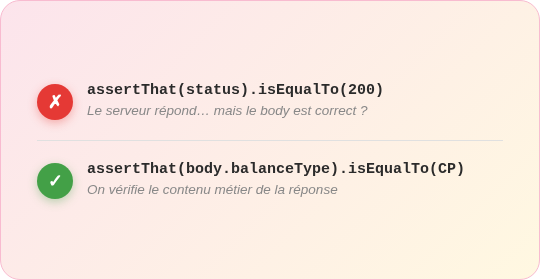 ✗ assertThat(status).isEqualTo(200)
Le serveur répond… mais le body est correct ?
✓ assertThat(body.balanceType).isEqualTo(CP)
On vérifie le contenu métier de la réponse